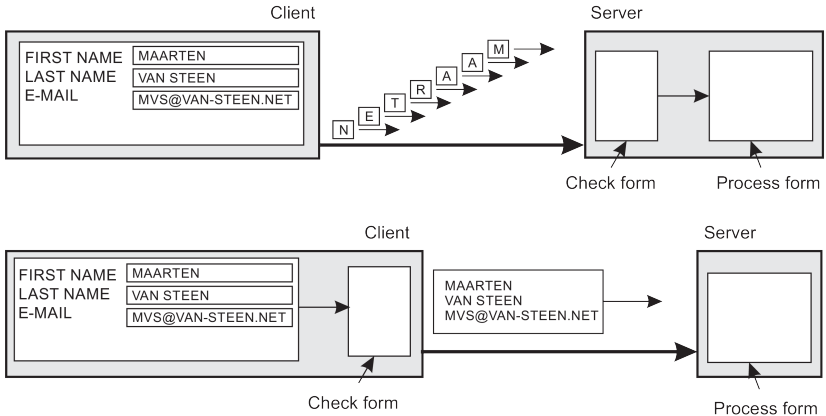 Client
Server
FIRST NAME MAARTEN
LAST NAME VAN STEEN
E-MAIL MVS@VAN-STEEN.NET
N E T R A A M
Check form
Process form
Client
Server
FIRST NAME MAARTEN
LAST NAME VAN STEEN
E-MAIL MVS@VAN-STEEN.NET
MAARTEN
VAN STEEN
MVS@VAN-STEEN.NET
Check form
Process form